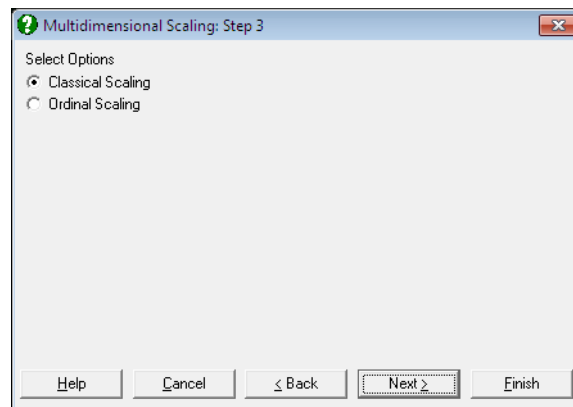 Multidimensional Scaling: Step 3
Select Options
Classical Scaling
Ordinal Scaling
Help Cancel < Back Next > Finish